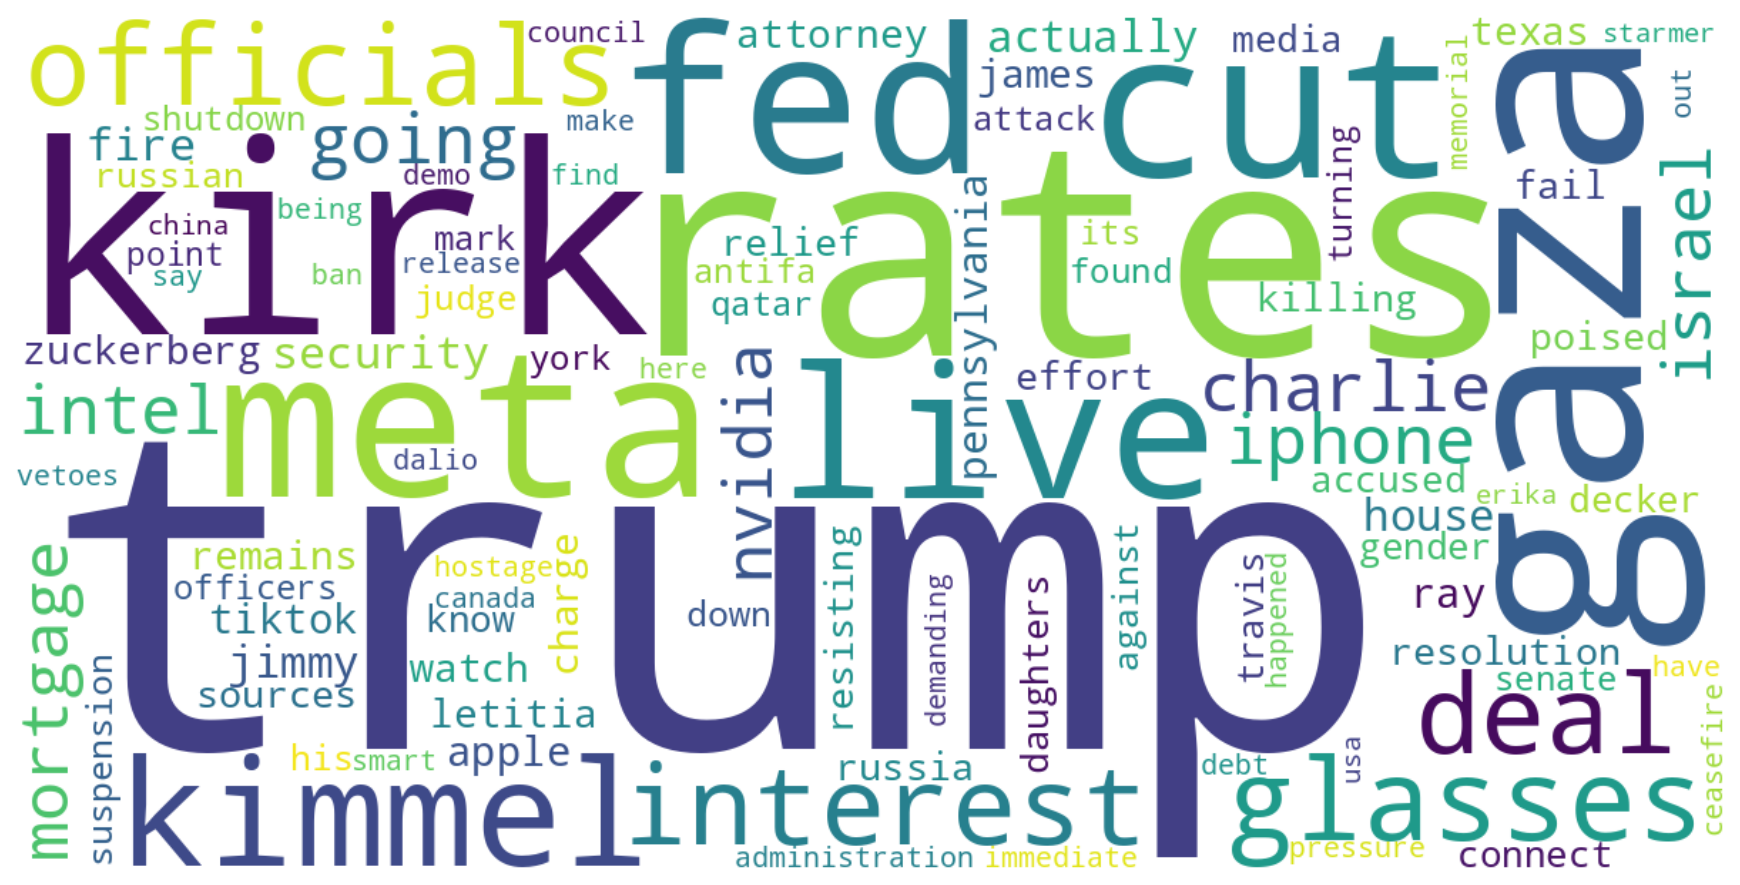 officials
council
fed
attorney
actually
cut
media
texas
starmer
james
memorial
gaza
out
shutdown
make
attack
fire
going
kirk
russian
demo
find
rates
turning
fail
israel
being
china
point
say
mark
release
ban
judge
relief
antifa
qatar
pennsylvania
its
found
killing
poised
zuckerberg
security
york
here
effort
charlie
intel
meta
nvidia
live
iphone
vetoes
dalio
accused
erika
decker
trump
house
gender
mortgage
remains
officers
hostage
charge
canada
tiktok
know
down
resisting
demanding
daughters
against
travis
happened
ray
resolution
senate
have
suspension
jimmy
watch
sources
letitia
deal
ceasefire
his
smart
apple
kimmel
interest
russia
debt
usa
glasses
administration
immediate
pressure
connect